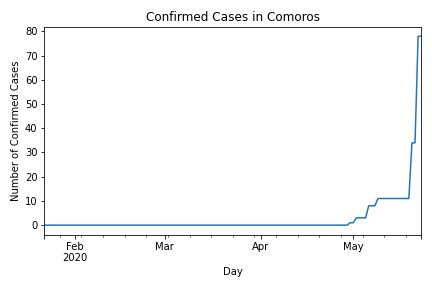 Confirmed Cases in Comoros
Number of Confirmed Cases
80
70
60
50
40
30
20
10
0
Feb
2020
Mar
Apr
May
Day